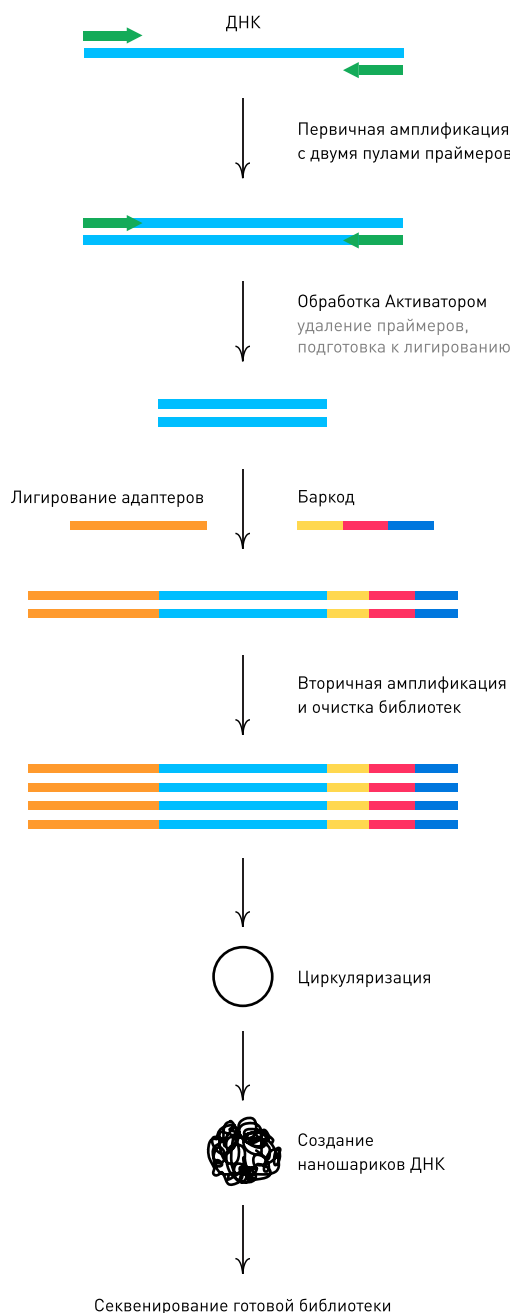 ДНК
Первичная амплификация
с двумя пулами праймеров
Обработка Активатором
удаление праймеров,
подготовка к лигированию
Лигирование адаптеров
Баркод
Вторичная амплификация
и очистка библиотек
Циркуляризация
Создание
наношариков ДНК
Секвенирование готовой библиотеки